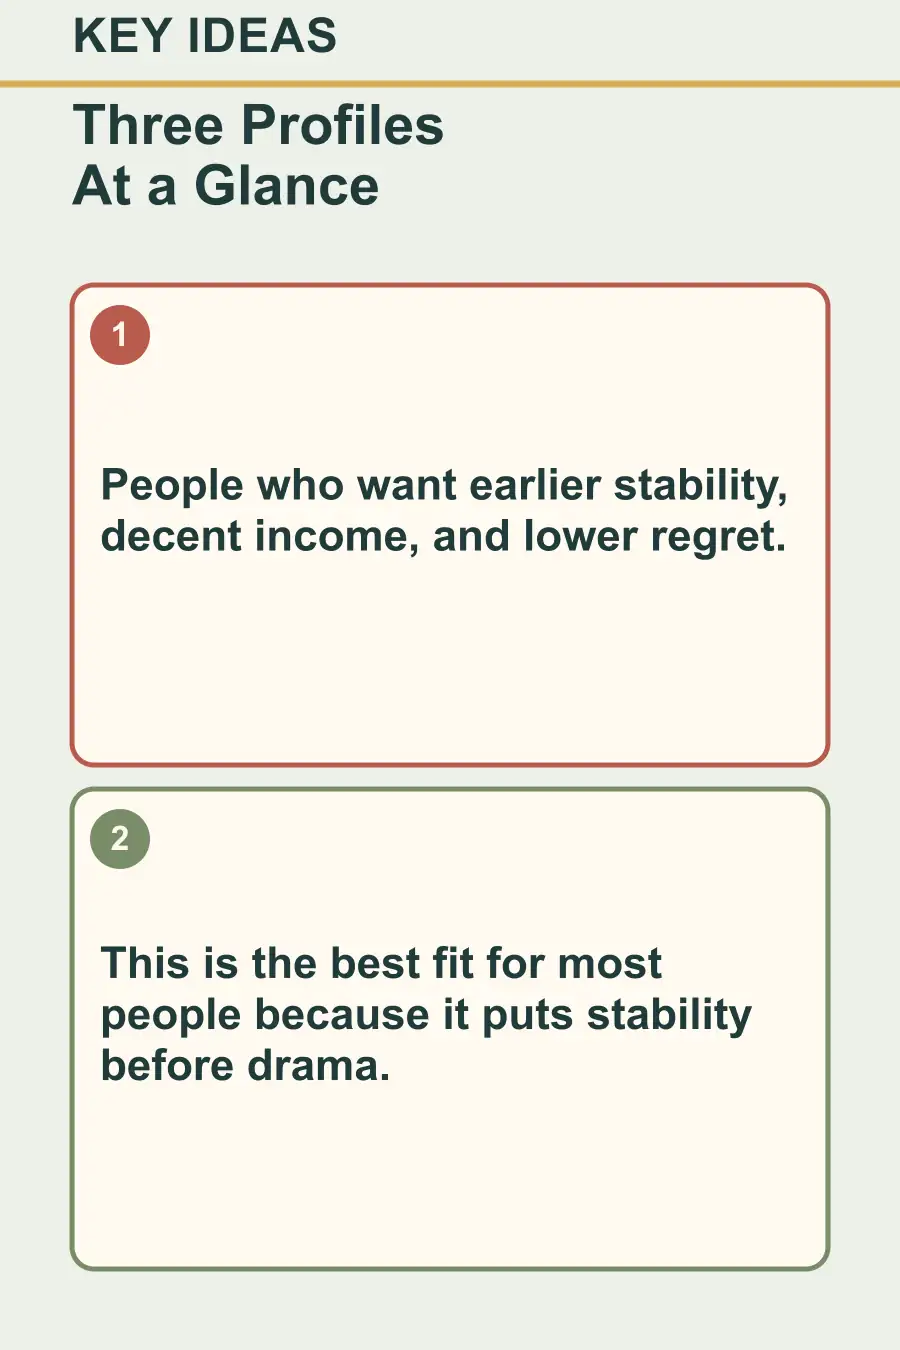 KEY IDEAS
Three Profiles
At a Glance
1
People who want earlier stability,
decent income, and lower regret.
2
This is the best fit for most
people because it puts stability
before drama.